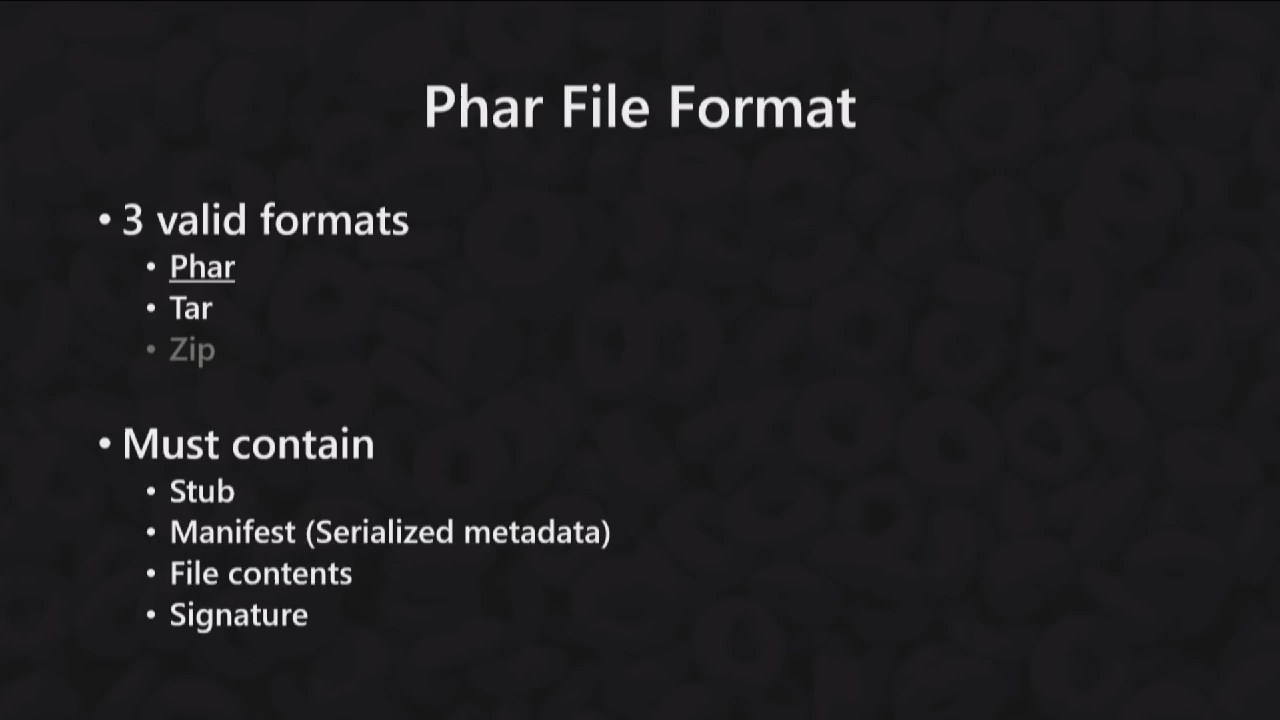 Phar File Format
• 3 valid formats
• Phar
• Tar
• Zip
• Must contain
• Stub
• Manifest (Serialized metadata)
• File contents
• Signature